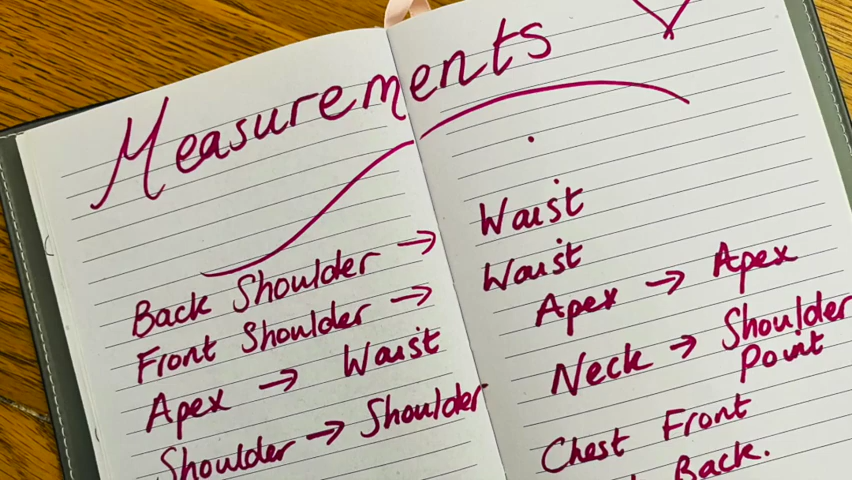 Measurements
Back Shoulder → Waist
Front Shoulder → Waist
Apex → Waist
Apex → Apex
Shoulder → Shoulder
Neck → Shoulder
Point
Chest Front
Back.